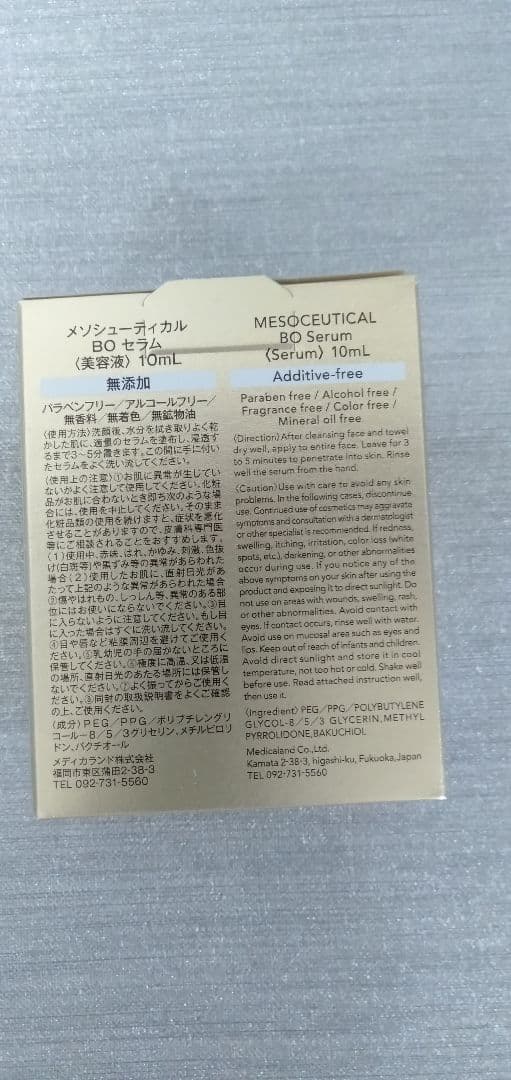 メソシューティカル
BO セラム
〈美容液〉10mL
無添加
パラベンフリー/アルコールフリー/
無香料/無着色/無鉱物油
〈使用方法〉洗顔後、水分を拭き取りよく乾
かした肌に、適量のセラムを塗布し、浸透す
るまで3~5分置きます。この間に手に付い
たセラムをよく洗い流してください。
〈使用上の注意〉①お肌に異常が生じてい
ないかよく注意して使用してください。化粧
品がお肌に合わないとき即ち次のような場
合には、使用を中止してください。そのまま
化粧品類の使用を続けますと、症状を悪化
させることがありますので、皮膚科専門医
等にご相談されることをおすすめします。
(1)使用中、赤味、はれ、かゆみ、刺激、色抜
け(白斑等)や黒ずみ等の異常があらわれた
場合(2)使用したお肌に、直射日光があ
たって上記のような異常があらわれた場合
②傷やはれもの、しっしん等、異常のある部
位にはお使いにならないでください。③目
に入らないように注意してください。もし目
に入った場合はすぐに洗い流してください。
④目や唇など粘膜周辺を避けてご使用く
ださい。⑤乳幼児の手の届かないところに
保管してください。⑥極度に高温、又は低温
の場所、直射日光のあたる場所には保管し
ないでください。⑦よく振ってからご使用く
ださい。⑧同封の取扱説明書をよくご確認
の上、ご使用ください。
〈成分〉PEG/PPG/ポリブチレングリ
コール-8/5/3グリセリン、メチルピロリ
ドン、バクチオール
メディカランド株式会社
福岡市東区蒲田2-38-3
TEL 092-731-5560
MESOCEUTICAL
BO Serum
〈Serum〉 10mL
Additive-free
Paraben free / Alcohol free /
Fragrance free / Color free /
Mineral oil free
〈Direction〉After cleansing face and towel
dry well, apply to entire face. Leave for 3
to 5 minutes to penetrate into skin. Rinse
well the serum from the hand.
〈Caution〉Use with care to avoid any skin
problems. In the following cases, discontinue
use. Continued use of cosmetics may aggravate
symptoms and consultation with a dermatologist
or other specialist is recommended. If redness,
swelling, itching, irritation, color loss (white
spots, etc.), darkening, or other abnormalities
occur during use. If you notice any of the
above symptoms on your skin after using the
product and exposing it to direct sunlight. Do
not use on areas with wounds, swelling, rash,
or other abnormalities. Avoid contact with
eyes. If contact occurs, rinse well with water.
Avoid use on mucosal area such as eyes and
lips. Keep out of reach of infants and children.
Avoid direct sunlight and store it in cool
temperature, not too hot or cold. Shake well
before use. Read attached instruction well,
then use it.
〈Ingredient〉PEG/PPG/POLYBUTYLENE
GLYCOL-8/5/3 GLYCERIN, METHYL
PYRROLIDONE, BAKUCHIOL
Medicaland Co.,Ltd.
Kamata 2-38-3, higashi-ku, Fukuoka,Japan
TEL 092-731-5560